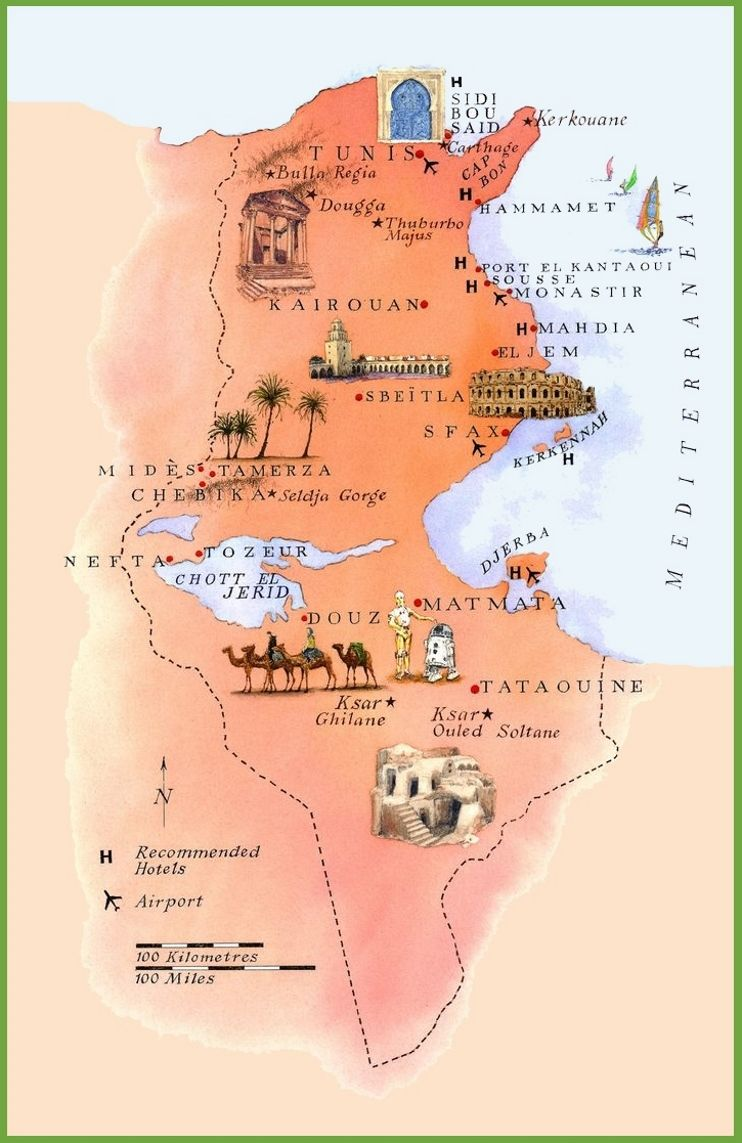 SIDI
BOU
SAID
Kerkouane
Carthage
TUNIS
CAP
BON
Bulla Regia
Dougga
Thuburbo
Majus
H
H
HAMMAMET
MEDITERRANEAN
H
PORT EL KANTAOUI
H
SOUSSE
MONASTIR
KAIROUAN
H
MAHDIA
EL JEM
SBEÏTLA
SFAX
KERKENNAH
H
MIDÈS
TAMERZA
CHEBIKA
Seldja Gorge
NEFTA
TOZEUR
CHOTT EL
JERID
DJERBA
H
MATMATA
DOUZ
TATAOUINE
Ksar
Ghilane
Ksar
Ouled Soltane
N
H
Recommended
Hotels
Airport
100 Kilometres
100 Miles